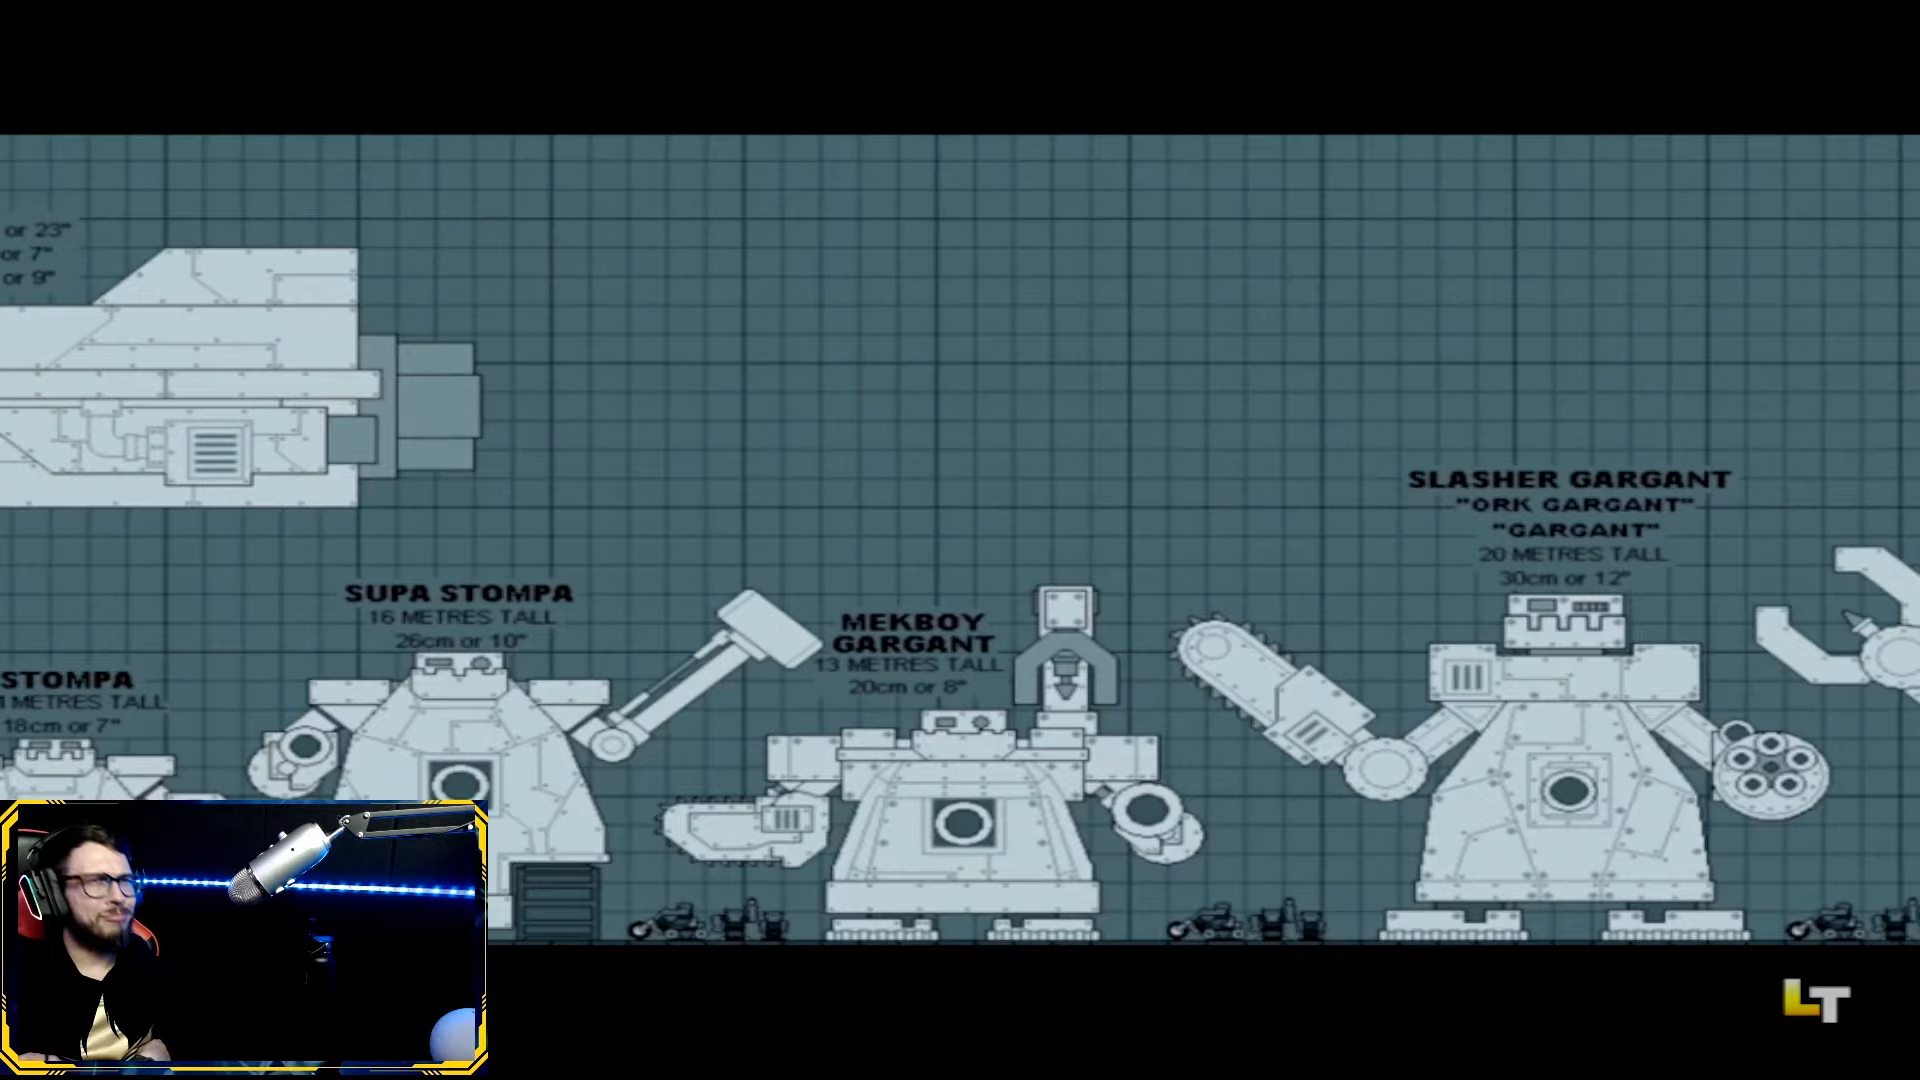 or 23"
or 7"
or 9"
STOMPA
METRES TALL
18cm or 7"
SUPA STOMPA
16 METRES TALL
26cm or 10"
MEKBOY
GARGANT
13 METRES TALL
20cm or 8"
SLASHER GARGANT
"ORK GARGANT"
"GARGANT"
20 METRES TALL
30cm or 12"
LT